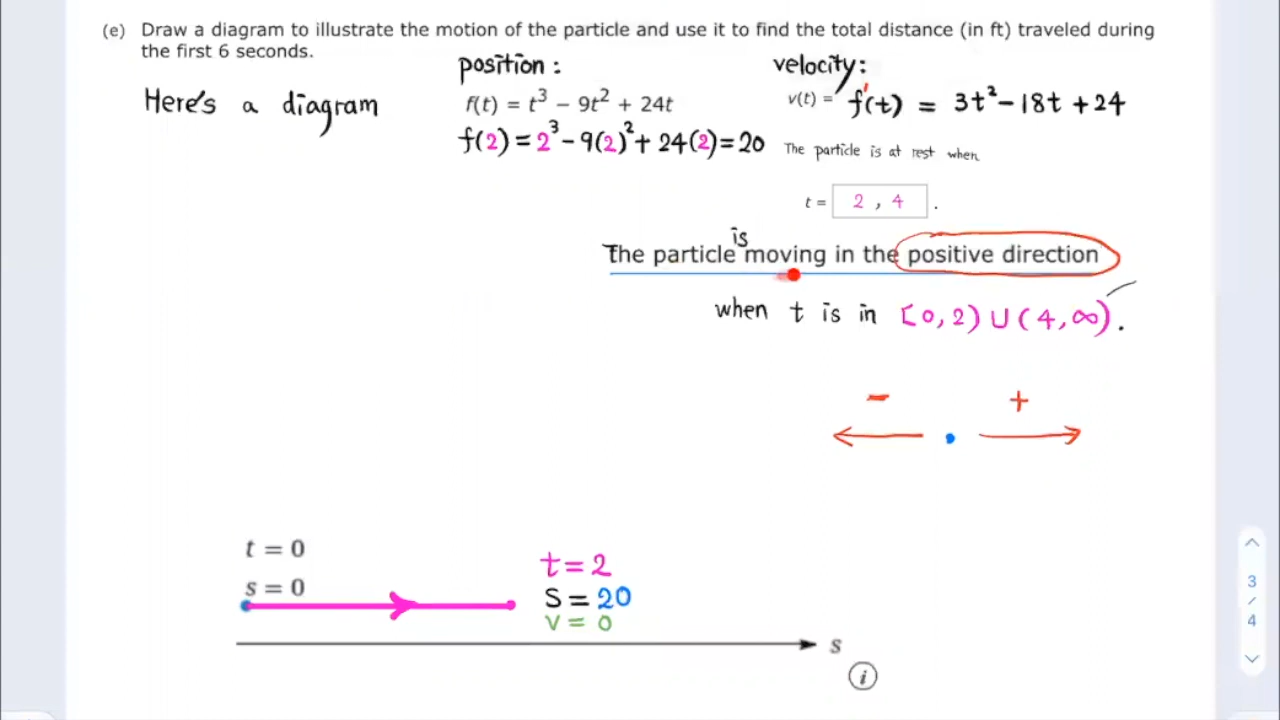 (e) Draw a diagram to illustrate the motion of the particle and use it to find the total distance (in ft) traveled during
the first 6 seconds.
position :
velocity:
Here's a diagram
f(t) = t³ − 9t² + 24t
v(t) = f'(t) = 3t²−18t +24
f(2) = 2³ − 9(2)² + 24(2) = 20
The particle is at rest when
t = 2 , 4 .
The particle is moving in the positive direction
when t is in [0,2) ∪ (4,∞).
− +
t = 0
s = 0
t = 2
S = 20
V = 0
s
i
3
/
4